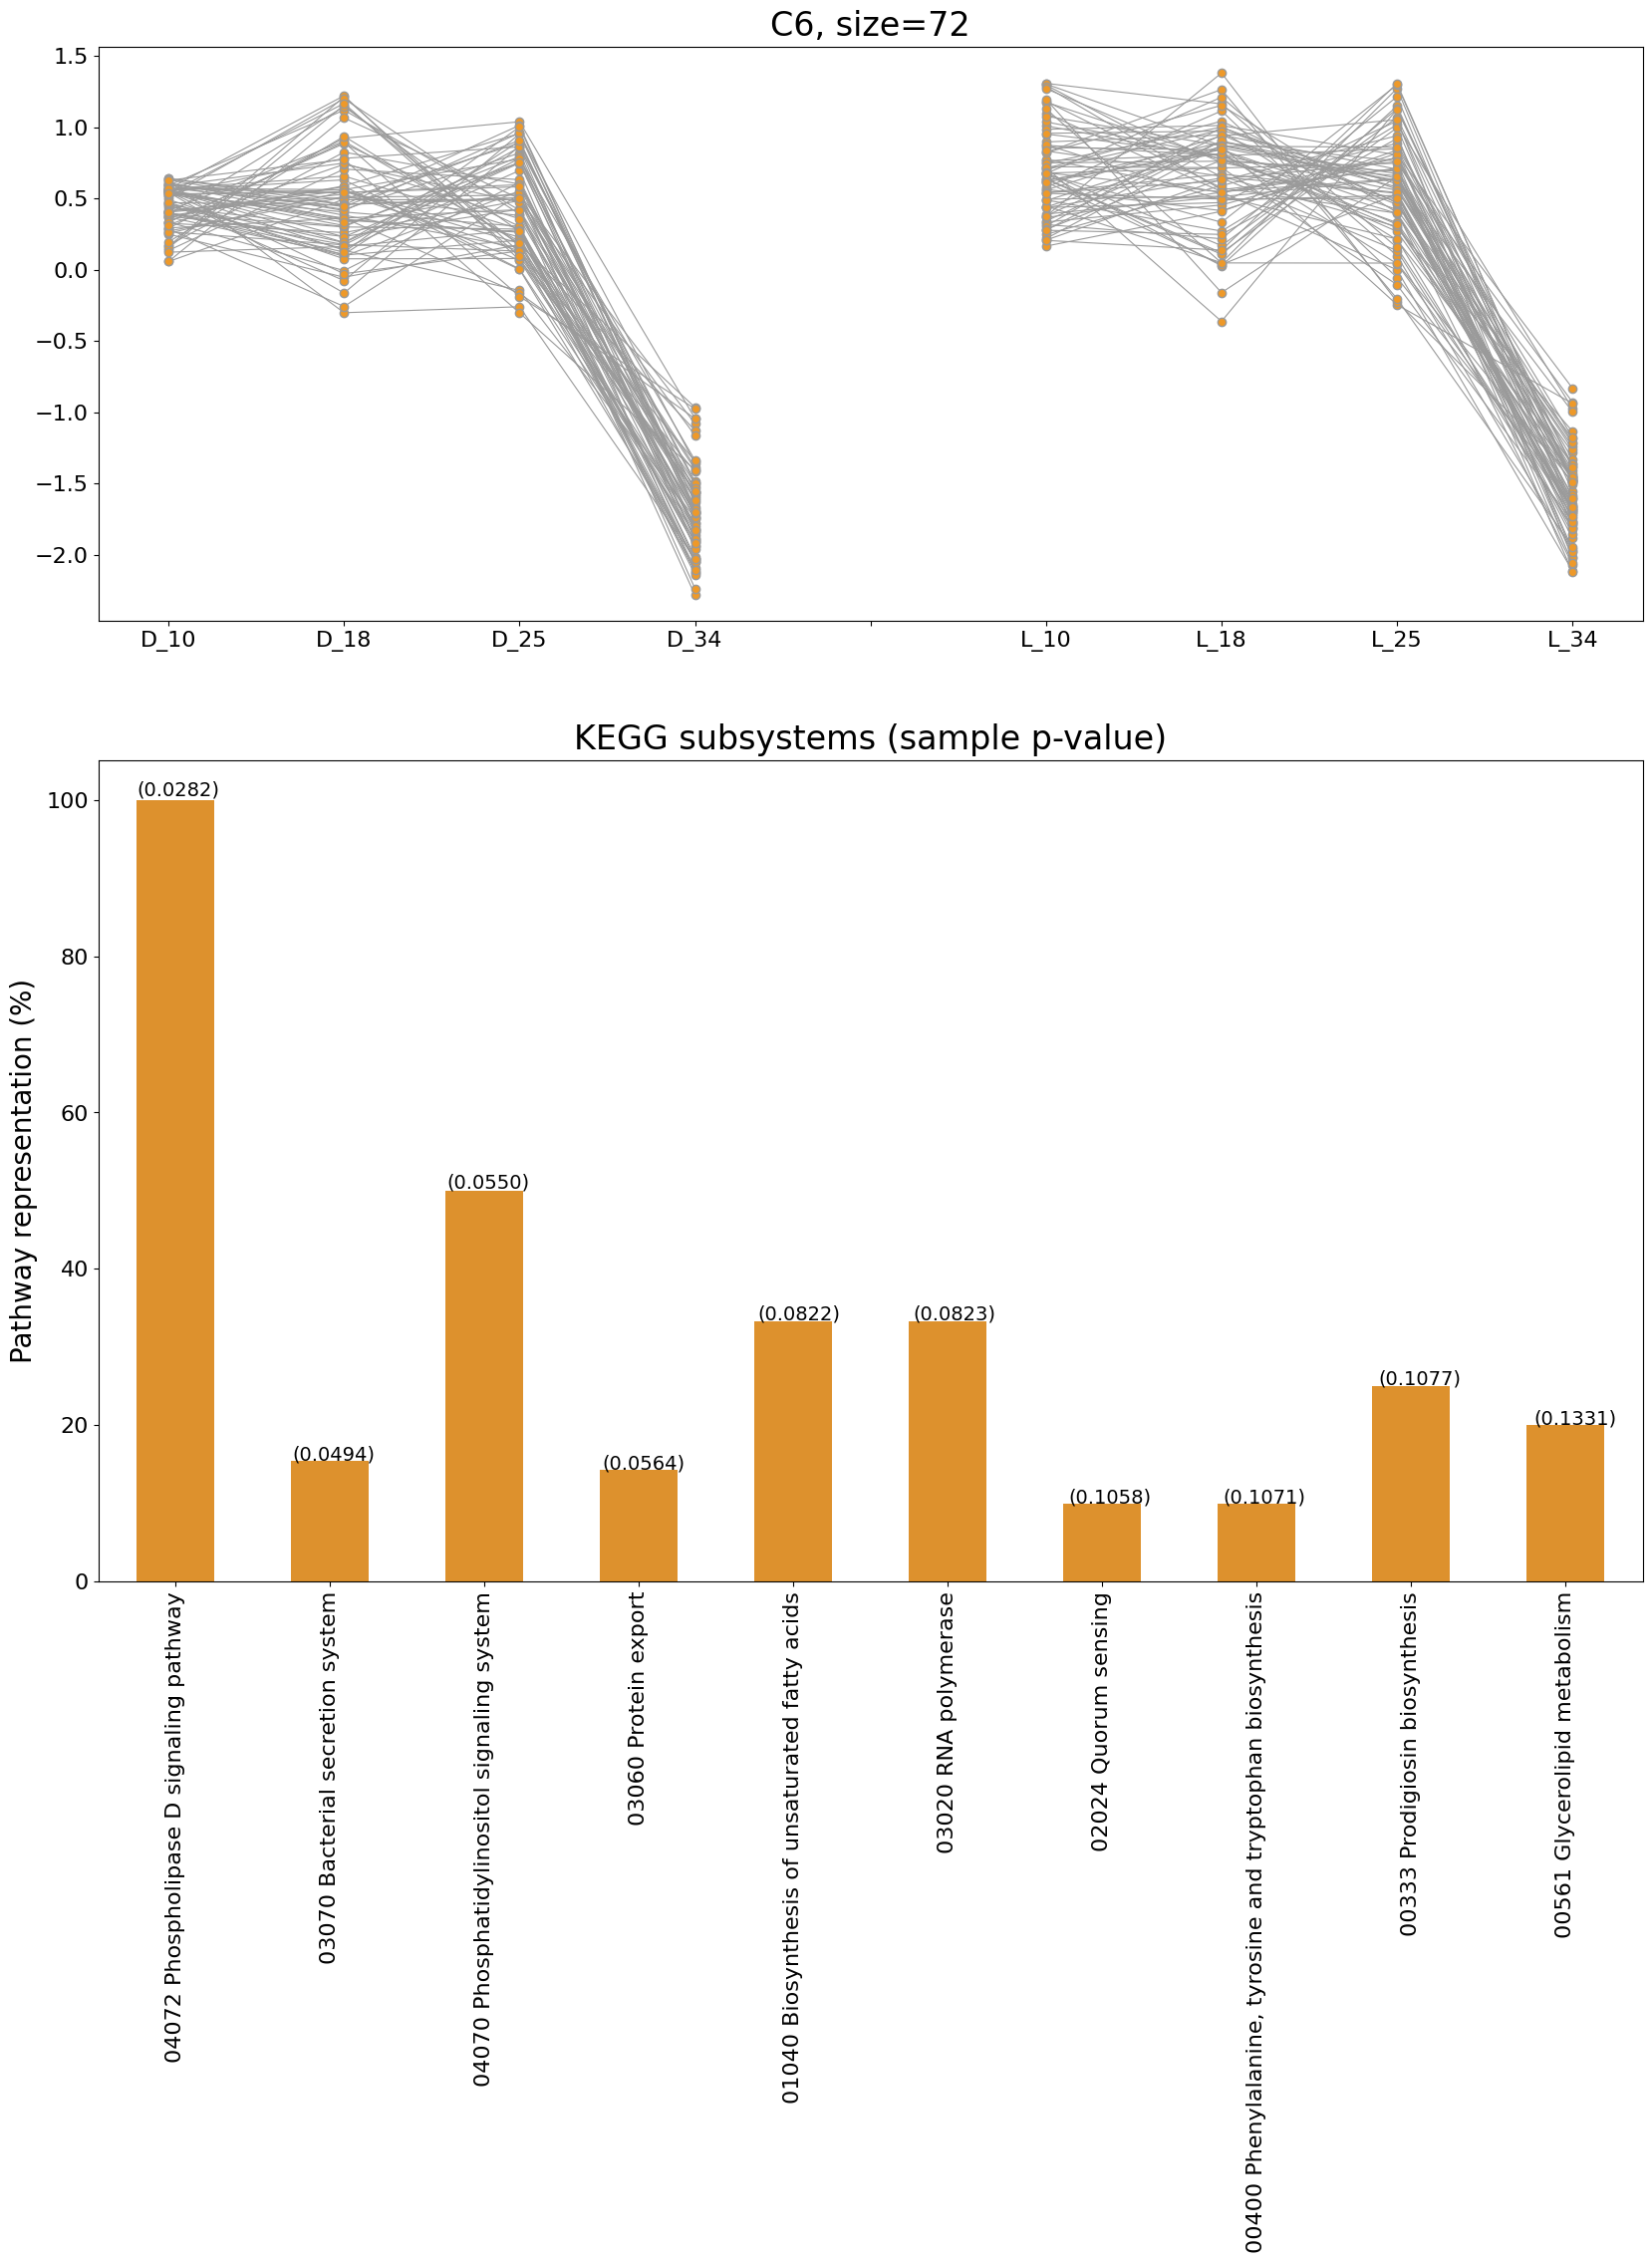 C6, size=72
1.5
1.0
0.5
0.0
−0.5
−1.0
−1.5
−2.0
D_10 D_18 D_25 D_34 L_10 L_18 L_25 L_34
KEGG subsystems (sample p-value)
Pathway representation (%)
100
80
60
40
20
0
(0.0282)
(0.0494)
(0.0550)
(0.0564)
(0.0822)
(0.0823)
(0.1058)
(0.1071)
(0.1077)
(0.1331)
04072 Phospholipase D signaling pathway
03070 Bacterial secretion system
04070 Phosphatidylinositol signaling system
03060 Protein export
01040 Biosynthesis of unsaturated fatty acids
03020 RNA polymerase
02024 Quorum sensing
00400 Phenylalanine, tyrosine and tryptophan biosynthesis
00333 Prodigiosin biosynthesis
00561 Glycerolipid metabolism